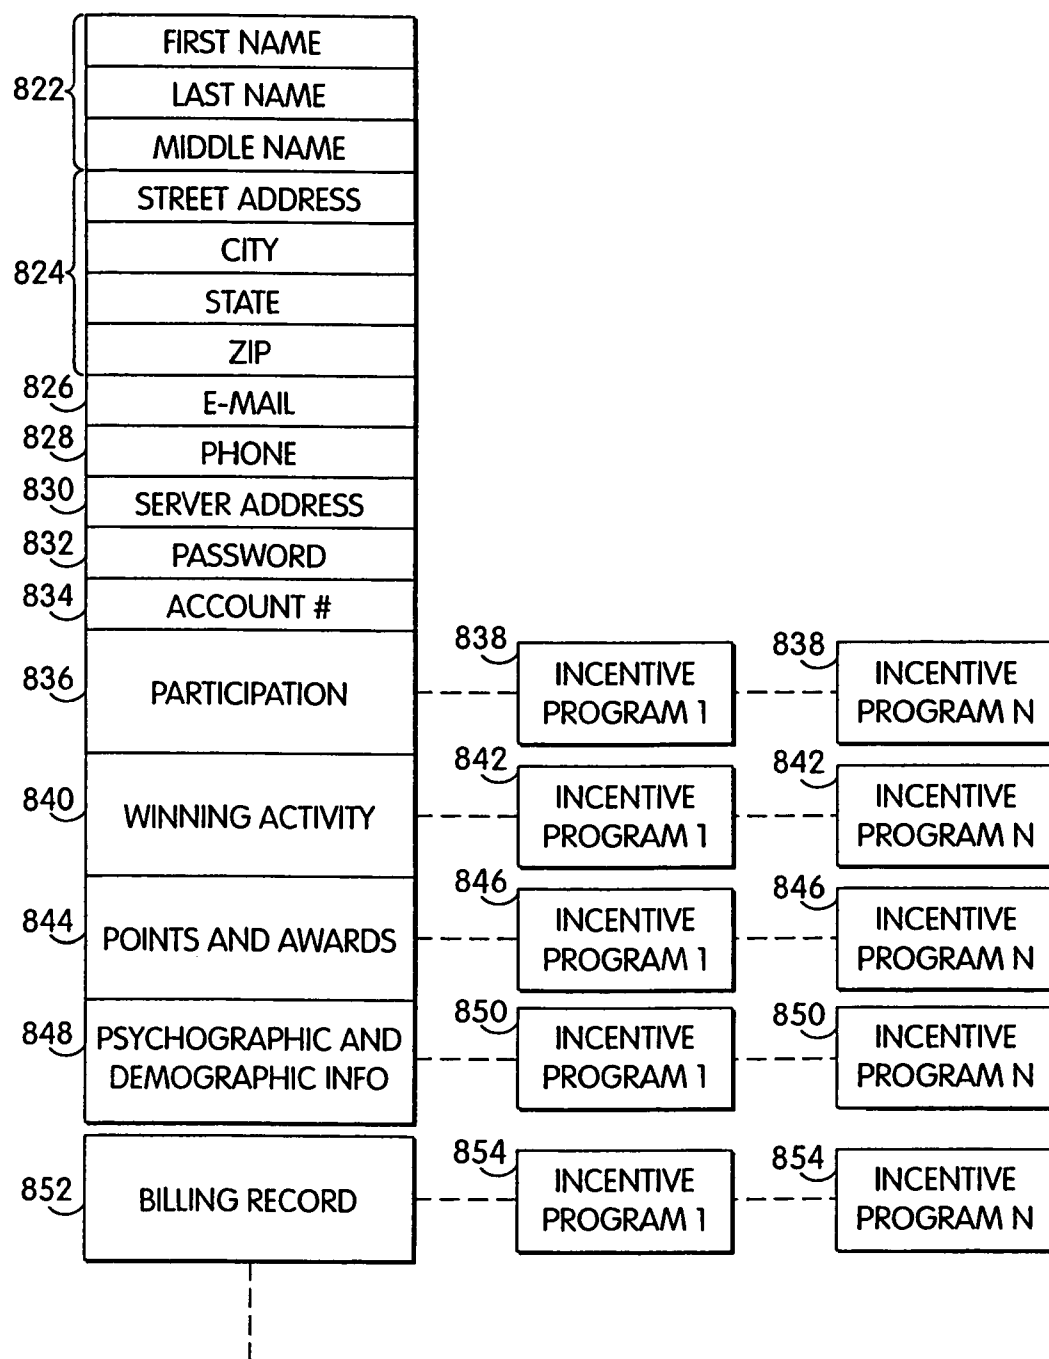 FIRST NAME
822
LAST NAME
MIDDLE NAME
STREET ADDRESS
CITY
824
STATE
ZIP
826
E-MAIL
828
PHONE
830
SERVER ADDRESS
832
PASSWORD
834
ACCOUNT #
836
PARTICIPATION
838
INCENTIVE
PROGRAM 1
838
INCENTIVE
PROGRAM N
840
WINNING ACTIVITY
842
INCENTIVE
PROGRAM 1
842
INCENTIVE
PROGRAM N
844
POINTS AND AWARDS
846
INCENTIVE
PROGRAM 1
846
INCENTIVE
PROGRAM N
848
PSYCHOGRAPHIC AND
DEMOGRAPHIC INFO
850
INCENTIVE
PROGRAM 1
850
INCENTIVE
PROGRAM N
852
BILLING RECORD
854
INCENTIVE
PROGRAM 1
854
INCENTIVE
PROGRAM N